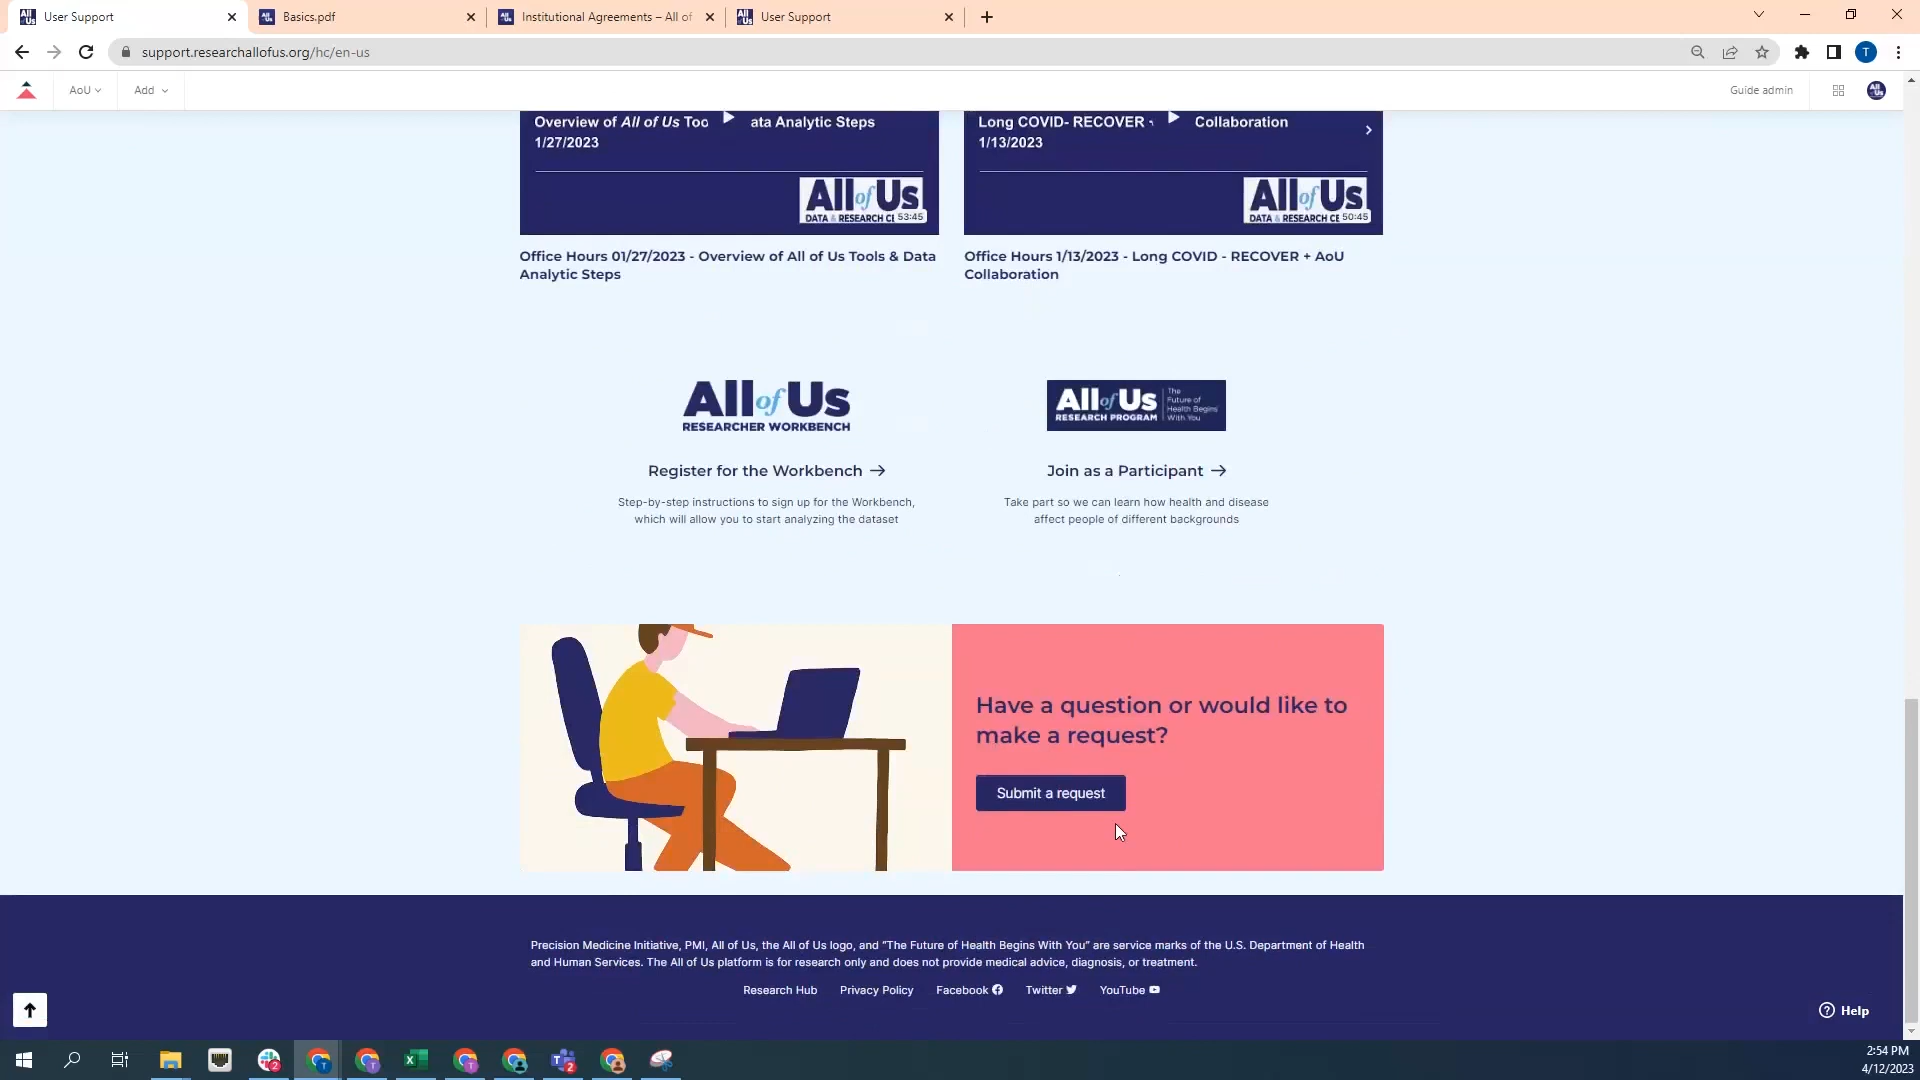 User Support
Basics.pdf
Institutional Agreements – All of
User Support
support.researchallofus.org/hc/en-us
T
AoU
Add
Guide admin
All of Us
Overview of All of Us Too ata Analytic Steps
1/27/2023
All of Us
DATA & RESEARCH CE 53:45
Long COVID- RECOVER Collaboration
1/13/2023
All of Us
DATA & RESEARCH CE 50:45
Office Hours 01/27/2023 - Overview of All of Us Tools & Data
Analytic Steps
Office Hours 1/13/2023 - Long COVID - RECOVER + AoU
Collaboration
All of Us
RESEARCHER WORKBENCH
Register for the Workbench →
Step-by-step instructions to sign up for the Workbench,
which will allow you to start analyzing the dataset
All of Us
RESEARCH PROGRAM
The
Future of
Health Begins
With You
Join as a Participant →
Take part so we can learn how health and disease
affect people of different backgrounds
Have a question or would like to
make a request?
Submit a request
Precision Medicine Initiative, PMI, All of Us, the All of Us logo, and "The Future of Health Begins With You" are service marks of the U.S. Department of Health
and Human Services. The All of Us platform is for research only and does not provide medical advice, diagnosis, or treatment.
Research Hub Privacy Policy Facebook Twitter YouTube
Help
2:54 PM
4/12/2023